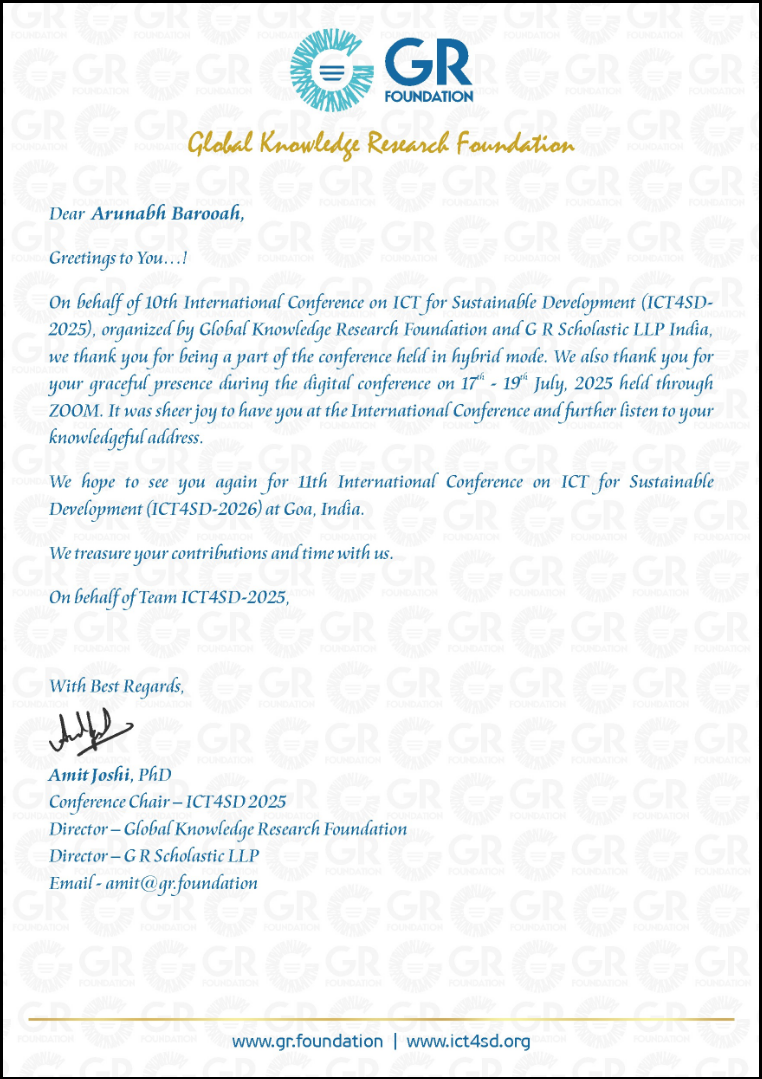 GR
FOUNDATION
Global Knowledge Research Foundation
Dear Arunabh Barooah,
Greetings to You...!
On behalf of 10th International Conference on ICT for Sustainable Development (ICT4SD-
2025), organized by Global Knowledge Research Foundation and G R Scholastic LLP India,
we thank you for being a part of the conference held in hybrid mode. We also thank you for
your graceful presence during the digital conference on 17th - 19th July, 2025 held through
ZOOM. It was sheer joy to have you at the International Conference and further listen to your
knowledgeful address.
We hope to see you again for 11th International Conference on ICT for Sustainable
Development (ICT4SD-2026) at Goa, India.
We treasure your contributions and time with us.
On behalf of Team ICT4SD-2025,
With Best Regards,
Amit Joshi, PhD
Conference Chair – ICT4SD 2025
Director – Global Knowledge Research Foundation
Director – G R Scholastic LLP
Email - amit@gr.foundation
www.gr.foundation | www.ict4sd.org